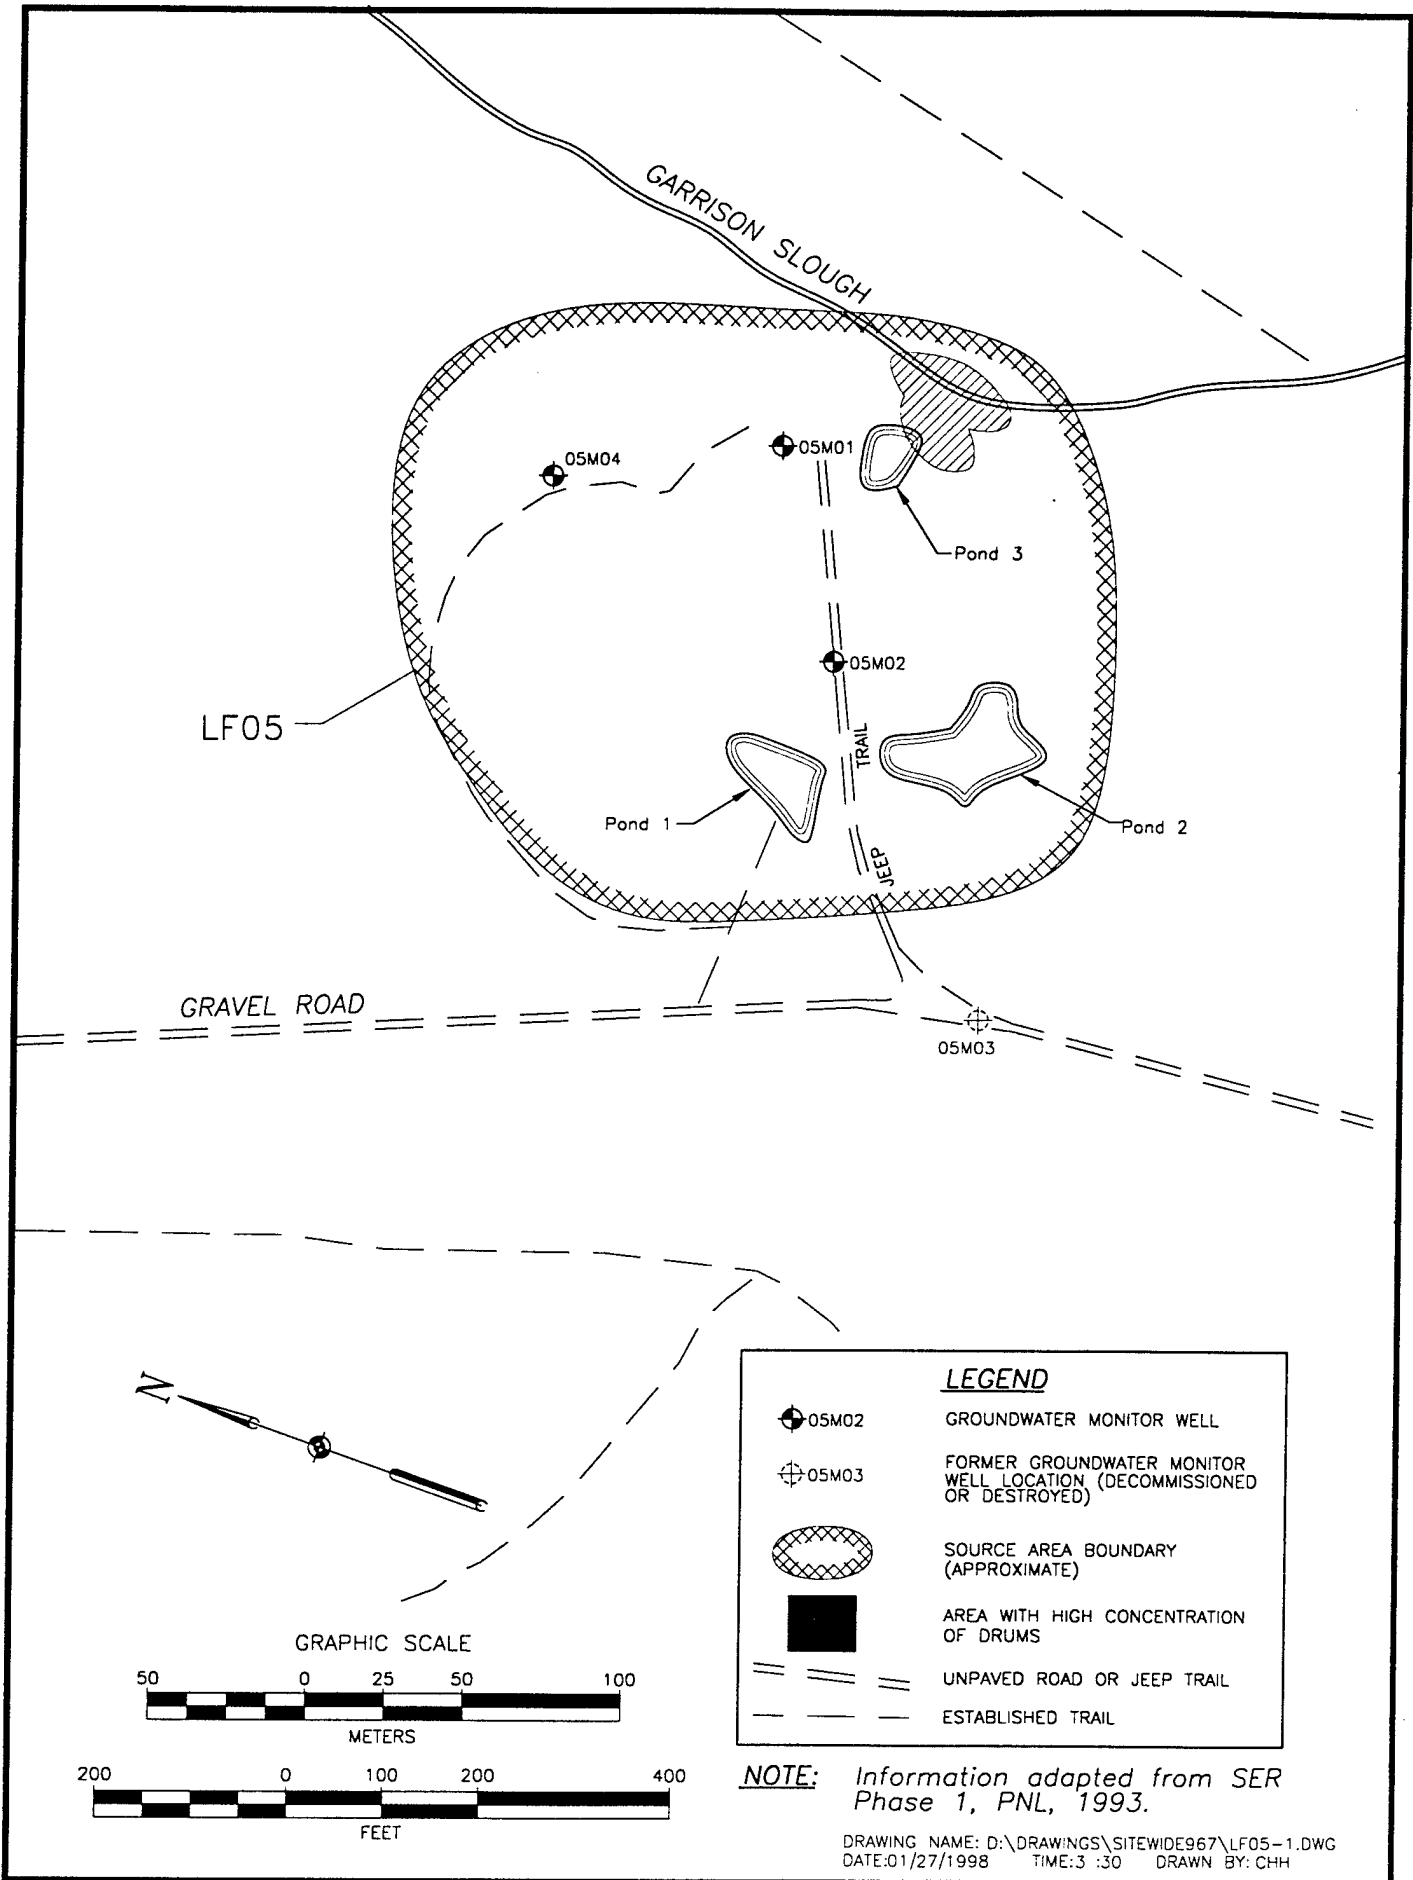 GARRISON SLOUGH
05M04
05M01
Pond 3
05M02
LF05
TRAIL
Pond 1
Pond 2
JEEP
GRAVEL ROAD
05M03
N
LEGEND
05M02 GROUNDWATER MONITOR WELL
05M03 FORMER GROUNDWATER MONITOR
WELL LOCATION (DECOMMISSIONED
OR DESTROYED)
SOURCE AREA BOUNDARY
(APPROXIMATE)
AREA WITH HIGH CONCENTRATION
OF DRUMS
UNPAVED ROAD OR JEEP TRAIL
ESTABLISHED TRAIL
GRAPHIC SCALE
50 0 25 50 100
METERS
200 0 100 200 400
FEET
NOTE: Information adapted from SER
Phase 1, PNL, 1993.
DRAWING NAME: D:\DRAWINGS\SITEWIDE967\LF05-1.DWG
DATE:01/27/1998 TIME:3 :30 DRAWN BY: CHH